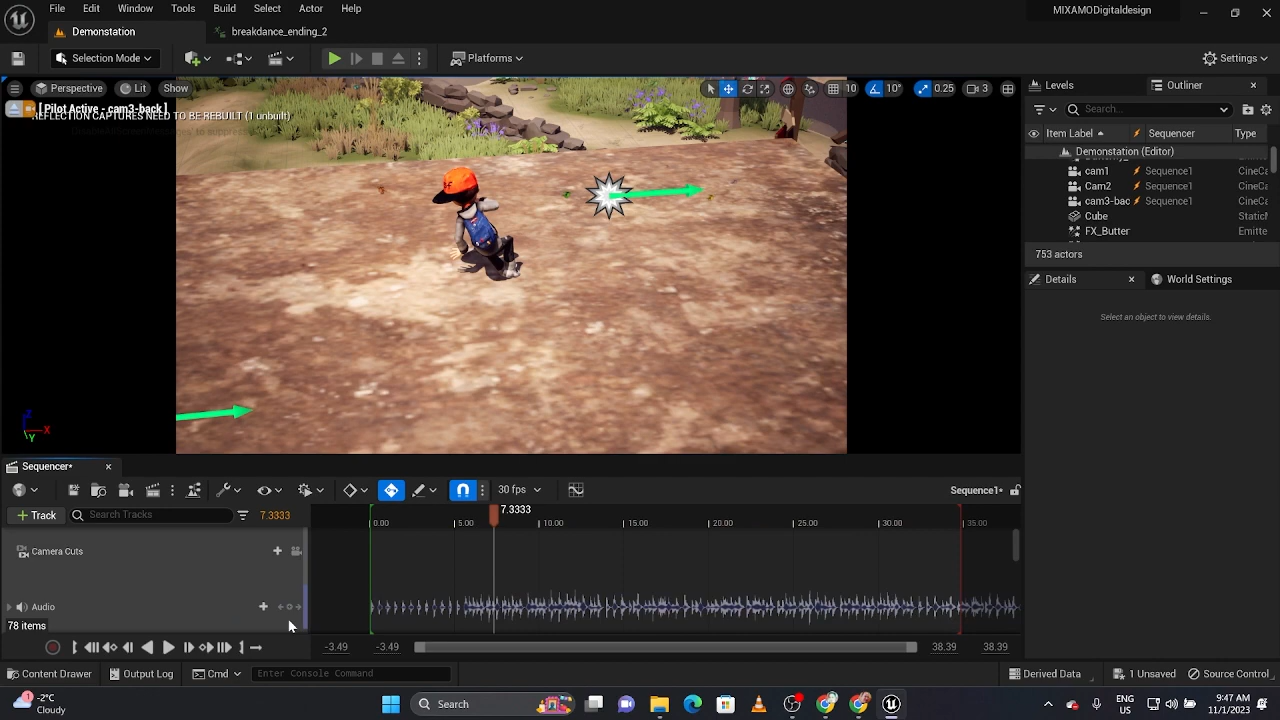 File Edit Window Tools Build Select Actor Help
MIXAMODigitaldesign
Demonstation
breakdance_ending_2
Selection Mode
Platforms
Settings
Perspective
Lit
Show
10
10°
0.25
3
[ Pilot Active - cam3-back ]
REFLECTION CAPTURES NEED TO BE REBUILT (1 unbuilt)
Levels
Outliner
Search...
Item Label
Sequencer
Type
Demonstation (Editor)
cam1 Sequence1 CineCa
Cam2 Sequence1 CineCa
cam3-bac Sequence1 CineCa
Cube Static
FX_Butter Emitte
753 actors
Details
World Settings
Select an object to view details.
X
Y
Sequencer*
30 fps
Sequence1*
+ Track
Search Tracks
7.3333
7.3333
0.00 5.00 10.00 15.00 20.00 25.00 30.00 35.00
Camera Cuts
Audio
78 items
-3.49 -3.49 38.39 38.39
Content Drawer
Output Log
Cmd
Enter Console Command
Derived Data
1 Unsaved
Source Control
1
-2°C
Cloudy
Search
ENG
US
9:47 AM
11/1/2023